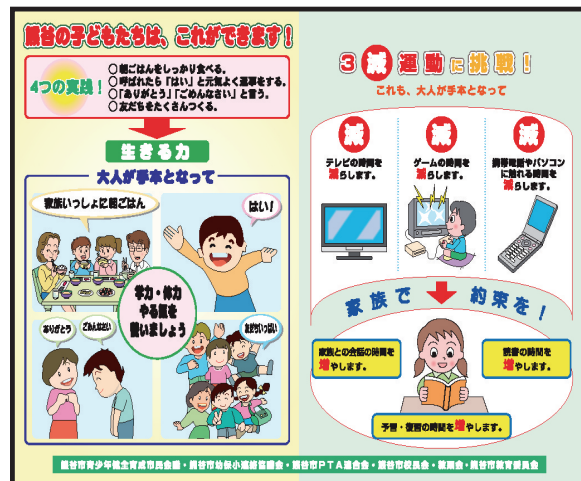 熊谷の子どもたちは、これができます!
4つの実践!
○朝ごはんをしっかり食べる。
○呼ばれたら「はい」と元気よく返事をする。
○「ありがとう」「ごめんなさい」と言う。
○友だちをたくさんつくる。
生きる力
大人が手本となって
家族いっしょに朝ごはん
はい!
学力・体力
やる気を
養いましょう
ありがとう
ごめんなさい
友だちいっぱい
3減運動に挑戦!
これも、大人が手本となって
減
テレビの時間を
減らします。
減
ゲームの時間を
減らします。
減
携帯電話やパソコン
に触れる時間を
減らします。
家族で約束を!
家族との会話の時間を
増やします。
読書の時間を
増やします。
予習・復習の時間を増やします。
熊谷市青少年健全育成市民会議・熊谷市幼保小連絡協議会・熊谷市PTA連合会・熊谷市校長会・教頭会・熊谷市教育委員会